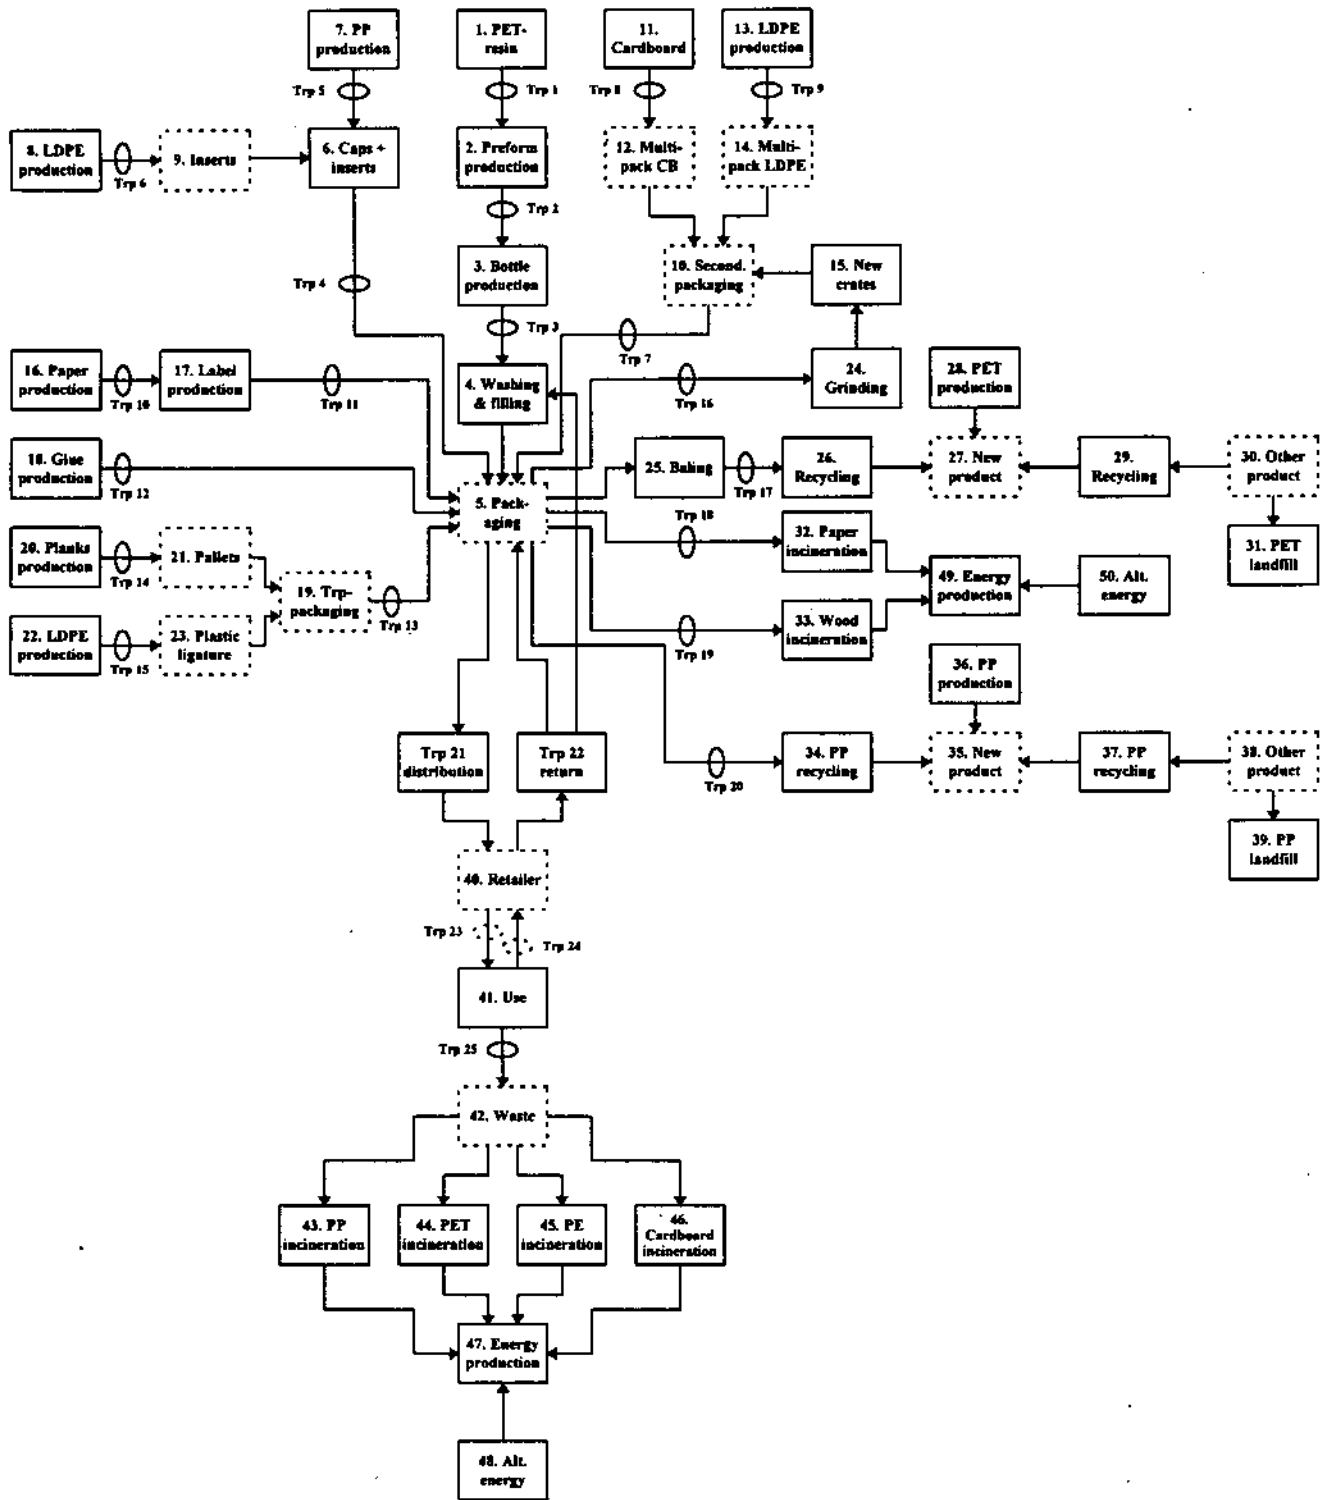 7. PP
production
1. PET-
resin
11.
Cardboard
13. LDPE
production
Trp 5
Trp 1
Trp 8
Trp 9
8. LDPE
production
Trp 6
9. Inserts
6. Caps +
inserts
2. Preform
production
12. Multi-
pack CB
14. Multi-
pack LDPE
Trp 2
Trp 4
3. Bottle
production
10. Second.
packaging
15. New
crates
Trp 3
Trp 7
16. Paper
production
Trp 10
17. Label
production
Trp 11
4. Washing
& filling
Trp 16
24.
Grinding
28. PET
production
18. Glue
production
Trp 12
5. Pack-
aging
25. Baling
Trp 17
26.
Recycling
27. New
product
29.
Recycling
30. Other
product
Trp 18
20. Planks
production
Trp 14
21. Pallets
19. Trp-
packaging
Trp 13
32. Paper
incineration
49. Energy
production
50. Alt.
energy
31. PET
landfill
22. LDPE
production
Trp 15
23. Plastic
ligature
Trp 19
33. Wood
incineration
36. PP
production
Trp 21
distribution
Trp 22
return
Trp 20
34. PP
recycling
35. New
product
37. PP
recycling
38. Other
product
39. PP
landfill
40. Retailer
Trp 23
Trp 24
41. Use
Trp 25
42. Waste
43. PP
incineration
44. PET
incineration
45. PE
incineration
46.
Cardboard
incineration
47. Energy
production
48. Alt.
energy